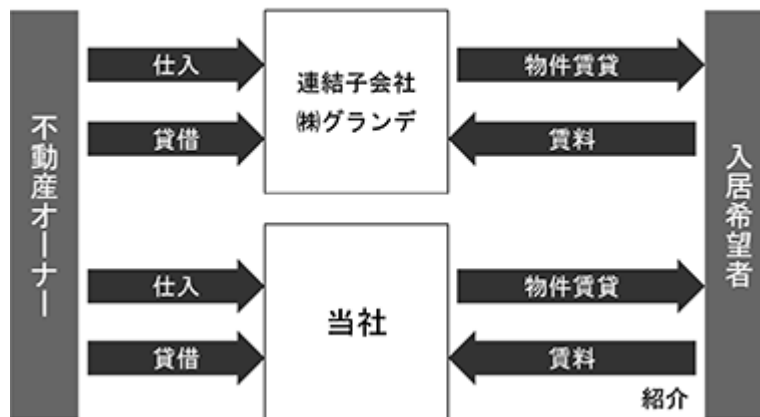 不動産オーナー
仕入
貸借
連結子会社
㈱グランデ
物件賃貸
賃料
仕入
貸借
当社
物件賃貸
賃料
紹介
入居希望者